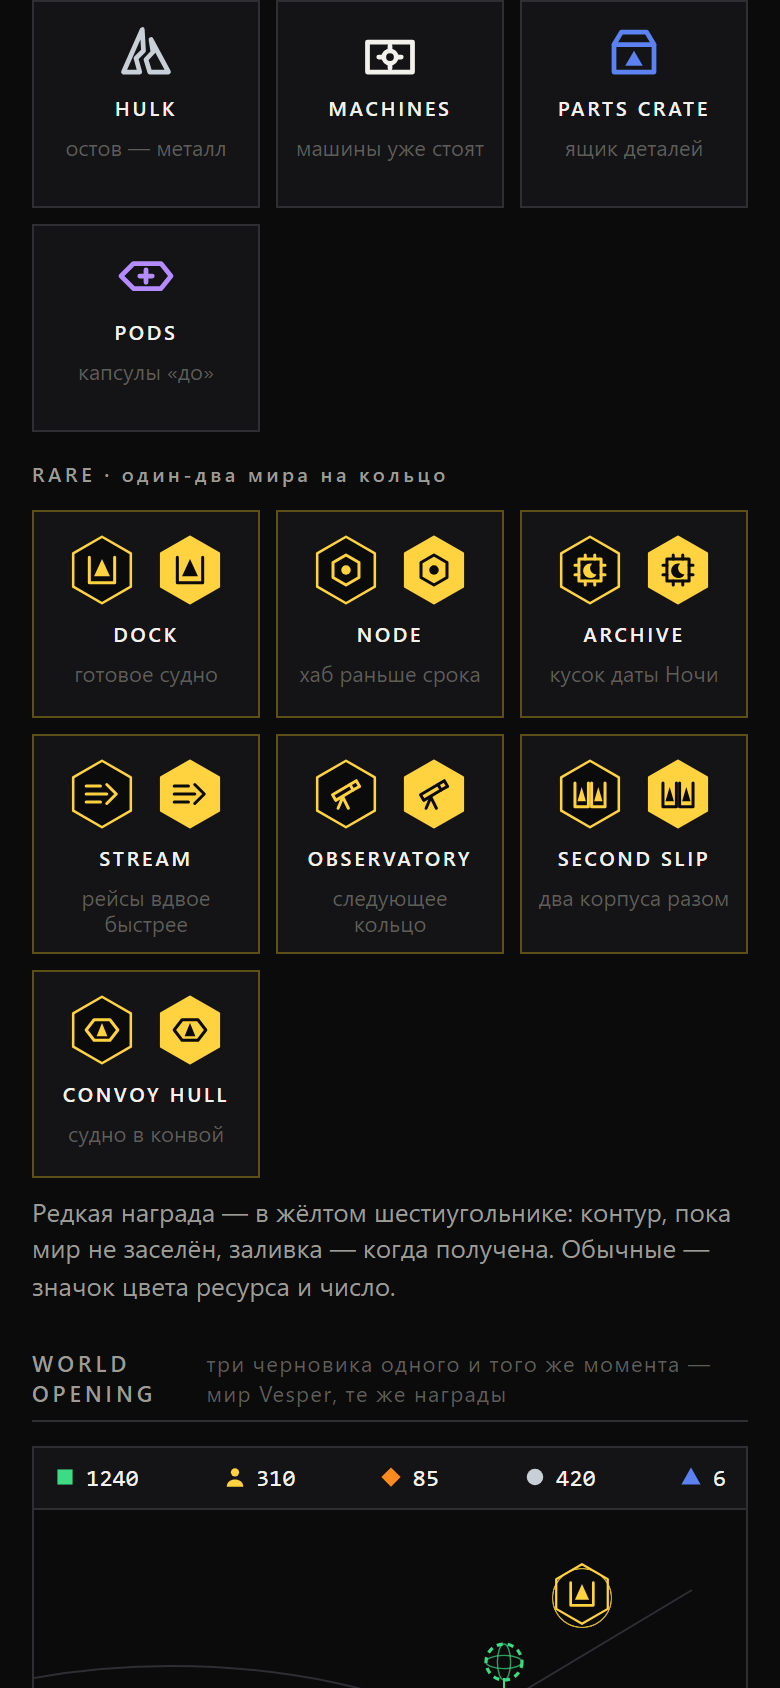 HULK
остов — металл
MACHINES
машины уже стоят
PARTS CRATE
ящик деталей
PODS
капсулы «до»
RARE · один-два мира на кольцо
DOCK
готовое судно
NODE
хаб раньше срока
ARCHIVE
кусок даты Ночи
STREAM
рейсы вдвое
быстрее
OBSERVATORY
следующее
кольцо
SECOND SLIP
два корпуса разом
CONVOY HULL
судно в конвой
Редкая награда — в жёлтом шестиугольнике: контур, пока
мир не заселён, заливка — когда получена. Обычные —
значок цвета ресурса и число.
WORLD
OPENING
три черновика одного и того же момента —
мир Vesper, те же награды
1240 310 85 420 6